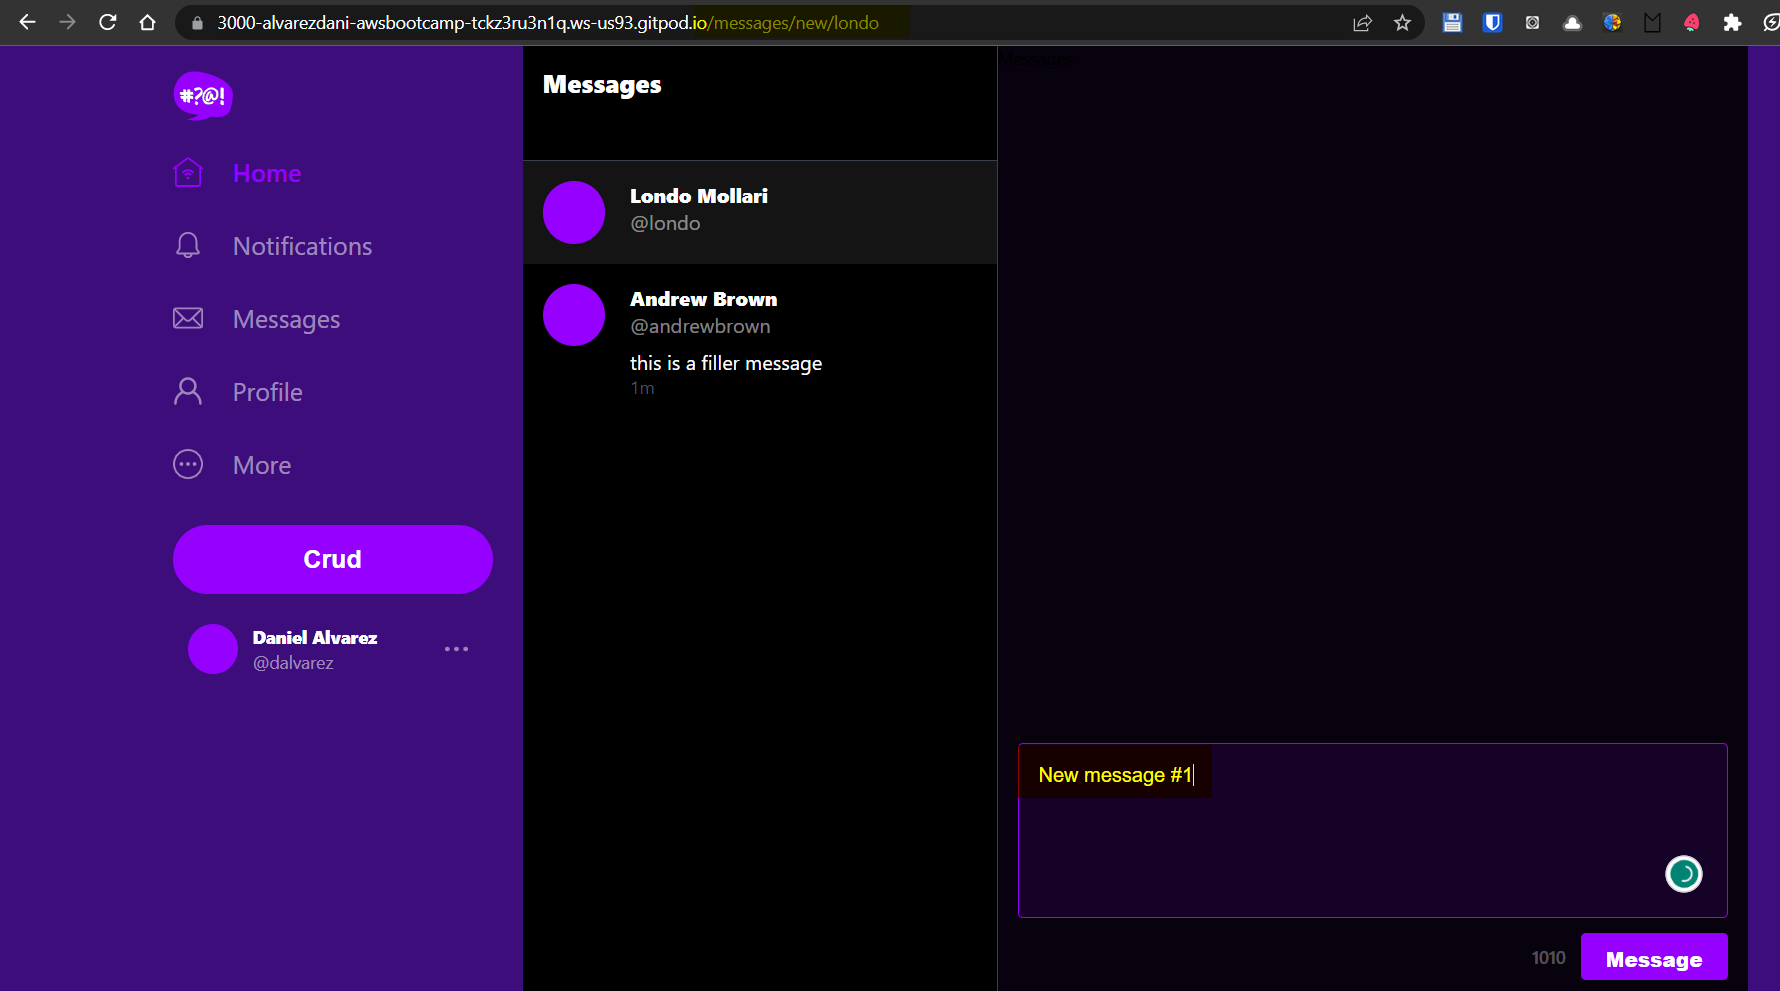 3000-alvarezdani-awsbootcamp-tckz3ru3n1q.ws-us93.gitpod.io/messages/new/londo
#?@!
Home
Notifications
Messages
Profile
More
Crud
Daniel Alvarez
@dalvarez
Messages
Londo Mollari
@londo
Andrew Brown
@andrewbrown
this is a filler message
1m
Messages
New message #1
1010
Message